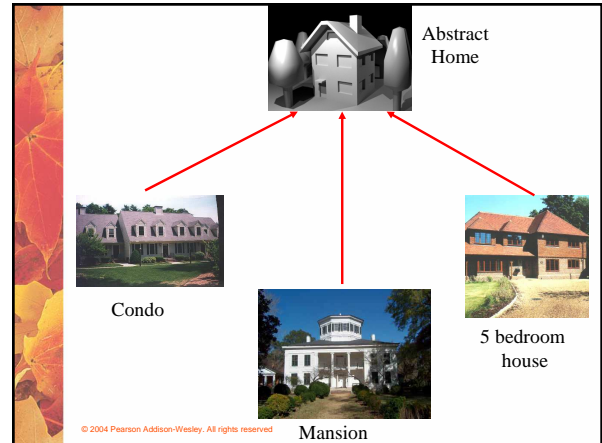 Abstract
Home
Condo
5 bedroom
house
Mansion
© 2004 Pearson Addison-Wesley. All rights reserved